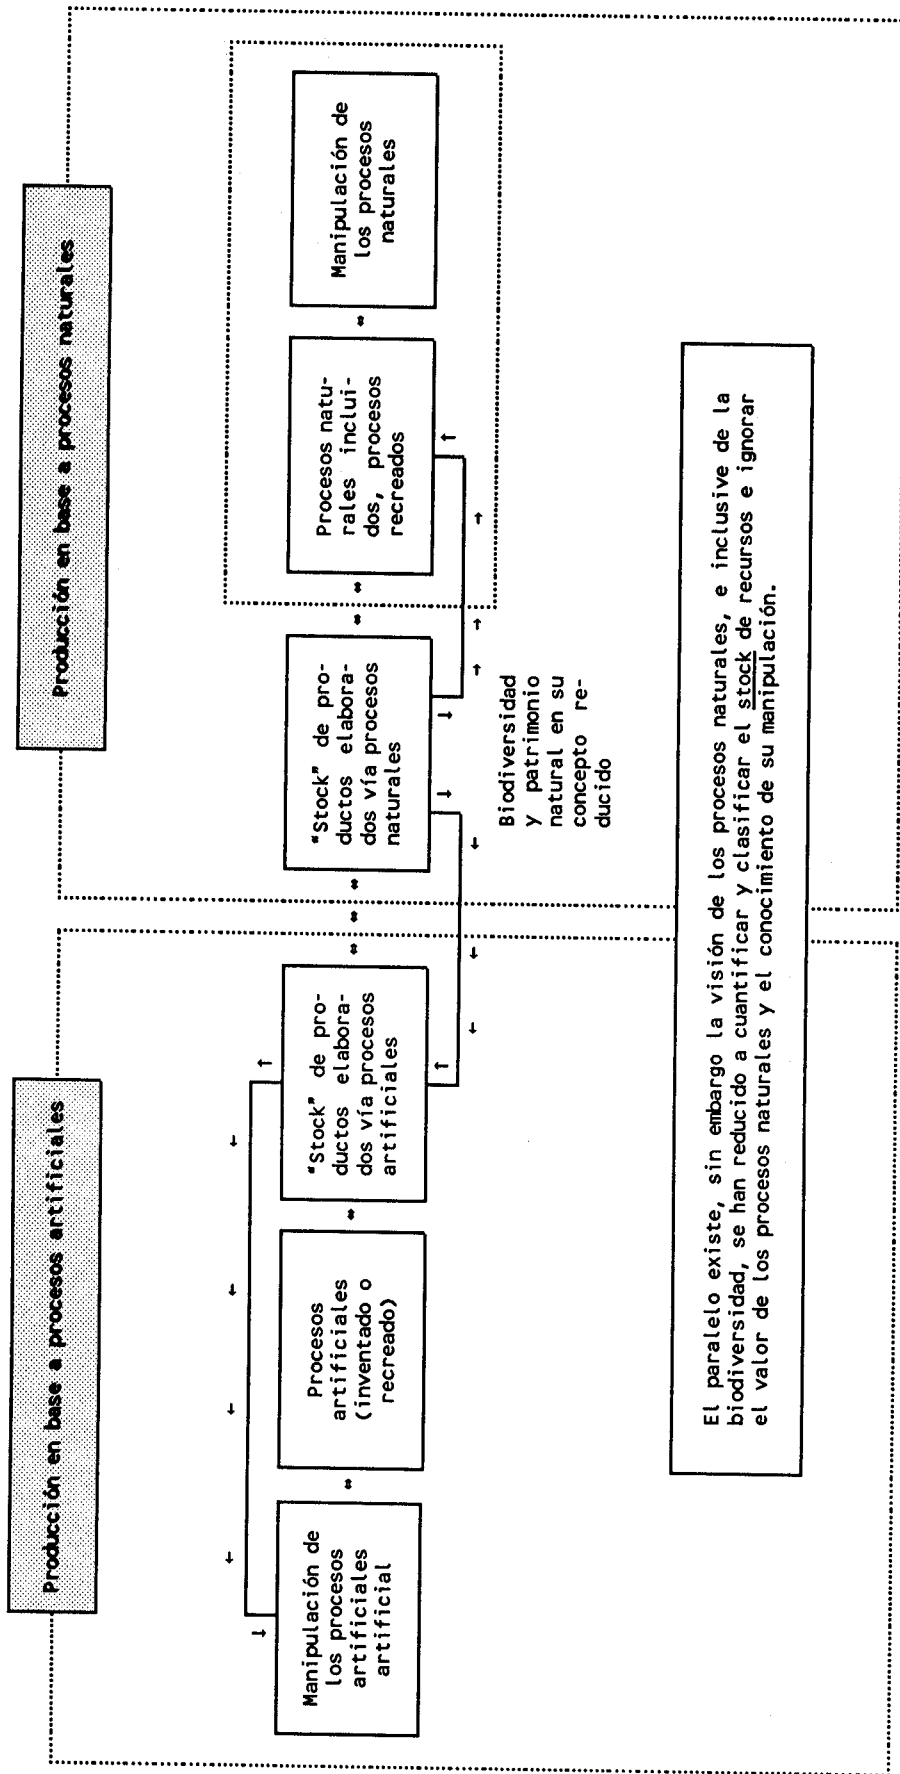 Producción en base a procesos artificiales
Producción en base a procesos naturales
Manipulación de
los procesos
artificiales
artificial
Procesos
artificiales
(inventado o
recreado)
"Stock" de pro-
ductos elabora-
dos vía procesos
artificiales
"Stock" de pro-
ductos elabora-
dos vía procesos
naturales
Procesos natu-
rales inclui-
dos, procesos
recreados
Manipulación de
los procesos
naturales
Biodiversidad
y patrimonio
natural en su
concepto re-
ducido
El paralelo existe, sin embargo la visión de los procesos naturales, e inclusive de la
biodiversidad, se han reducido a cuantificar y clasificar el stock de recursos e ignorar
el valor de los procesos naturales y el conocimiento de su manipulación.